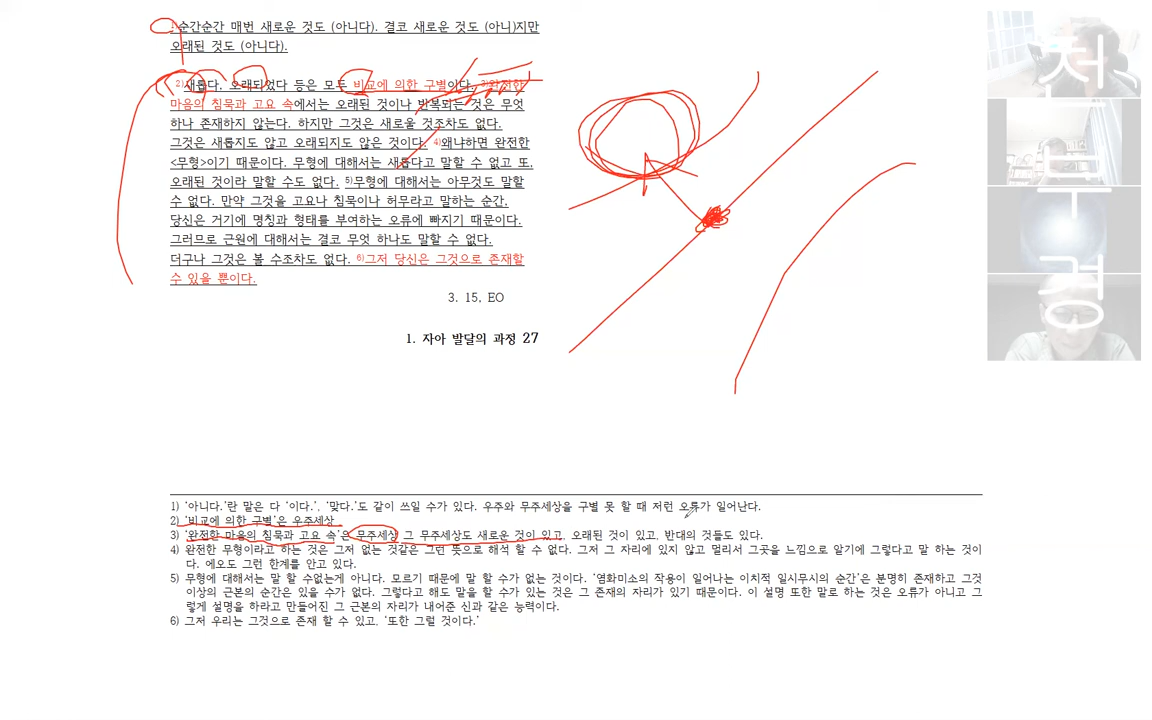 1)순간순간 매번 새로운 것도 (아니다). 결코 새로운 것도 (아니)지만
오래된 것도 (아니다).
2)새롭다, 오래되었다 등은 모두 비교에 의한 구별이다. 3)완전한
마음의 침묵과 고요 속에서는 오래된 것이나 반복되는 것은 무엇
하나 존재하지 않는다. 하지만 그것은 새로울 것조차도 없다.
그것은 새롭지도 않고 오래되지도 않은 것이다. 4)왜냐하면 완전한
<무형>이기 때문이다. 무형에 대해서는 새롭다고 말할 수 없고 또,
오래된 것이라 말할 수도 없다. 5)무형에 대해서는 아무것도 말할
수 없다. 만약 그것을 고요나 침묵이나 허무라고 말하는 순간,
당신은 거기에 명칭과 형태를 부여하는 오류에 빠지기 때문이다.
그러므로 근원에 대해서는 결코 무엇 하나도 말할 수 없다.
더구나 그것은 볼 수조차도 없다. 6)그저 당신은 그것으로 존재할
수 있을 뿐이다.
3. 15, EO
1. 자아 발달의 과정 27
1) ‘아니다.’란 말은 다 ‘이다.’, ‘맞다.’도 같이 쓰일 수가 있다. 우주와 무주세상을 구별 못 할 때 저런 오류가 일어난다.
2) ‘비교에 의한 구별’은 우주세상.
3) ‘완전한 마음의 침묵과 고요 속’은 무주세상 그 무주세상도 새로운 것이 있고, 오래된 것이 있고, 반대의 것들도 있다.
4) 완전한 무형이라고 하는 것은 그저 없는 것같은 그런 뜻으로 해석 할 수 없다. 그저 그 자리에 있지 않고 멀리서 그곳을 느낌으로 알기에 그렇다고 말 하는 것이
다. 에오도 그런 한계를 안고 있다.
5) 무형에 대해서는 말 할 수없는게 아니다. 모르기 때문에 말 할 수가 없는 것이다. ‘염화미소의 작용이 일어나는 이치적 일시무시의 순간’은 분명히 존재하고 그것
이상의 근본의 순간은 있을 수가 없다. 그렇다고 해도 말을 할 수가 있는 것은 그 존재의 자리가 있기 때문이다. 이 설명 또한 말로 하는 것은 오류가 아니고 그
렇게 설명을 하라고 만들어진 그 근본의 자리가 내어준 신과 같은 능력이다.
6) 그저 우리는 그것으로 존재 할 수 있고, ‘또한 그럴 것이다.’